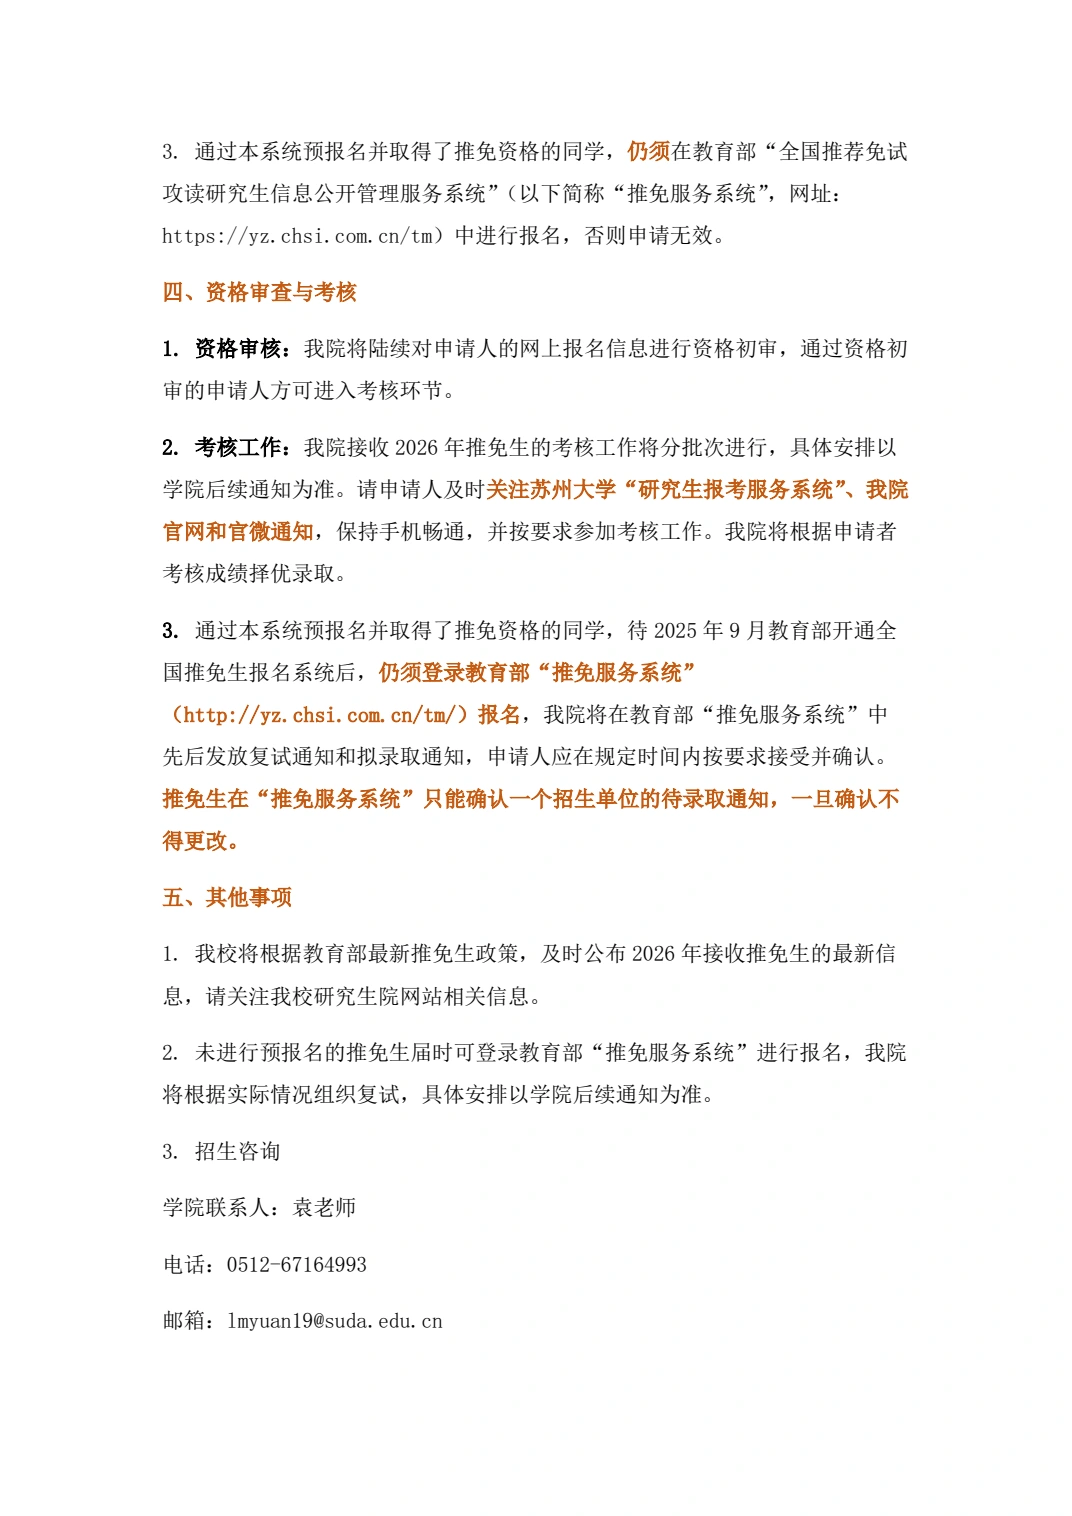 3. 通过本系统预报名并取得了推免资格的同学，仍须在教育部“全国推荐免试
攻读研究生信息公开管理服务系统”（以下简称“推免服务系统”，网址：
https://yz.chsi.com.cn/tm）中进行报名，否则申请无效。
四、资格审查与考核
1. 资格审核：我院将陆续对申请人的网上报名信息进行资格初审，通过资格初
审的申请人方可进入考核环节。
2. 考核工作：我院接收 2026 年推免生的考核工作将分批次进行，具体安排以
学院后续通知为准。请申请人及时关注苏州大学“研究生报考服务系统”、我院
官网和官微通知，保持手机畅通，并按要求参加考核工作。我院将根据申请者
考核成绩择优录取。
3. 通过本系统预报名并取得了推免资格的同学，待 2025 年 9 月教育部开通全
国推免生报名系统后，仍须登录教育部“推免服务系统”
（http://yz.chsi.com.cn/tm/）报名，我院将在教育部“推免服务系统”中
先后发放复试通知和拟录取通知，申请人应在规定时间内按要求接受并确认。
推免生在“推免服务系统”只能确认一个招生单位的待录取通知，一旦确认不
得更改。
五、其他事项
1. 我校将根据教育部最新推免生政策，及时公布 2026 年接收推免生的最新信
息，请关注我校研究生院网站相关信息。
2. 未进行预报名的推免生届时可登录教育部“推免服务系统”进行报名，我院
将根据实际情况组织复试，具体安排以学院后续通知为准。
3. 招生咨询
学院联系人：袁老师
电话：0512-67164993
邮箱：lmyuan19@suda.edu.cn